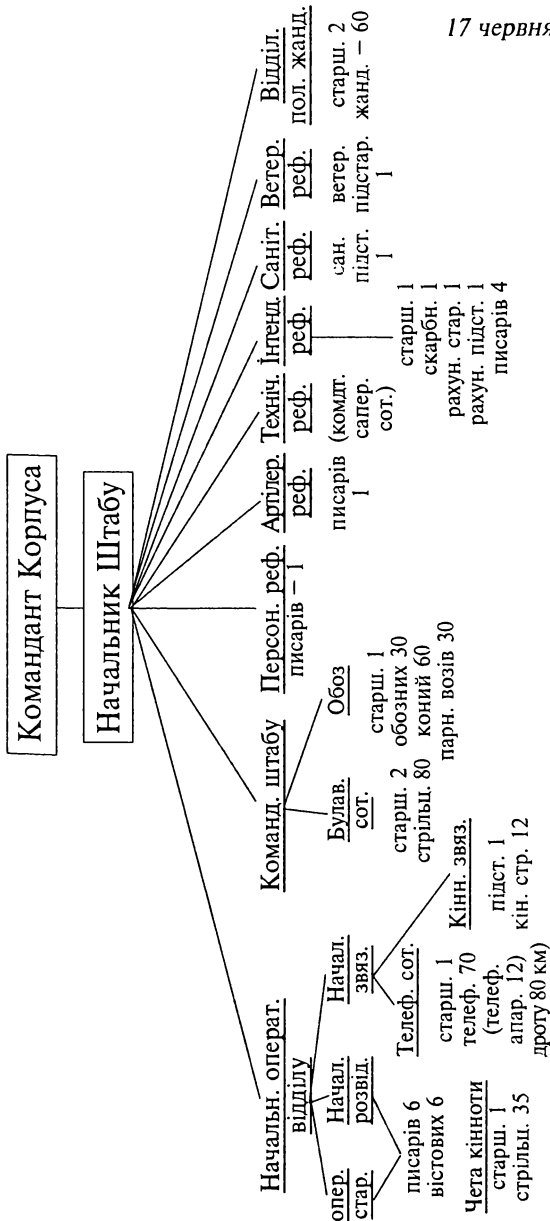 17 червня
Командант Корпуса
Начальник Штабу
Начальн. операт.
відділу
опер.
стар.
Начал.
розвід.
писарів 6
вістових 6
Чета кінноти
старш. 1
стрільц. 35
Начал.
звяз.
Телеф. сот.
старш. 1
телеф. 70
(телеф.
апар. 12)
дроту 80 км
Кінн. звяз.
підст. 1
кін. стр. 12
Команд. штабу
Булав.
сот.
старш. 2
стрільц. 80
Обоз
старш. 1
обозних 30
коний 60
парн. возів 30
Персон. реф.
писарів – 1
Артілер.
реф.
писарів
1
Техніч.
реф.
(комдт.
сапер.
сот.)
Інтенд.
реф.
старш. 1
скарбн. 1
рахун. стар. 1
рахун. підст. 1
писарів 4
Саніт.
реф.
сан.
підст.
1
Ветер.
реф.
ветер.
підстар.
1
Відділ.
пол. жанд.
старш. 2
жанд. – 60